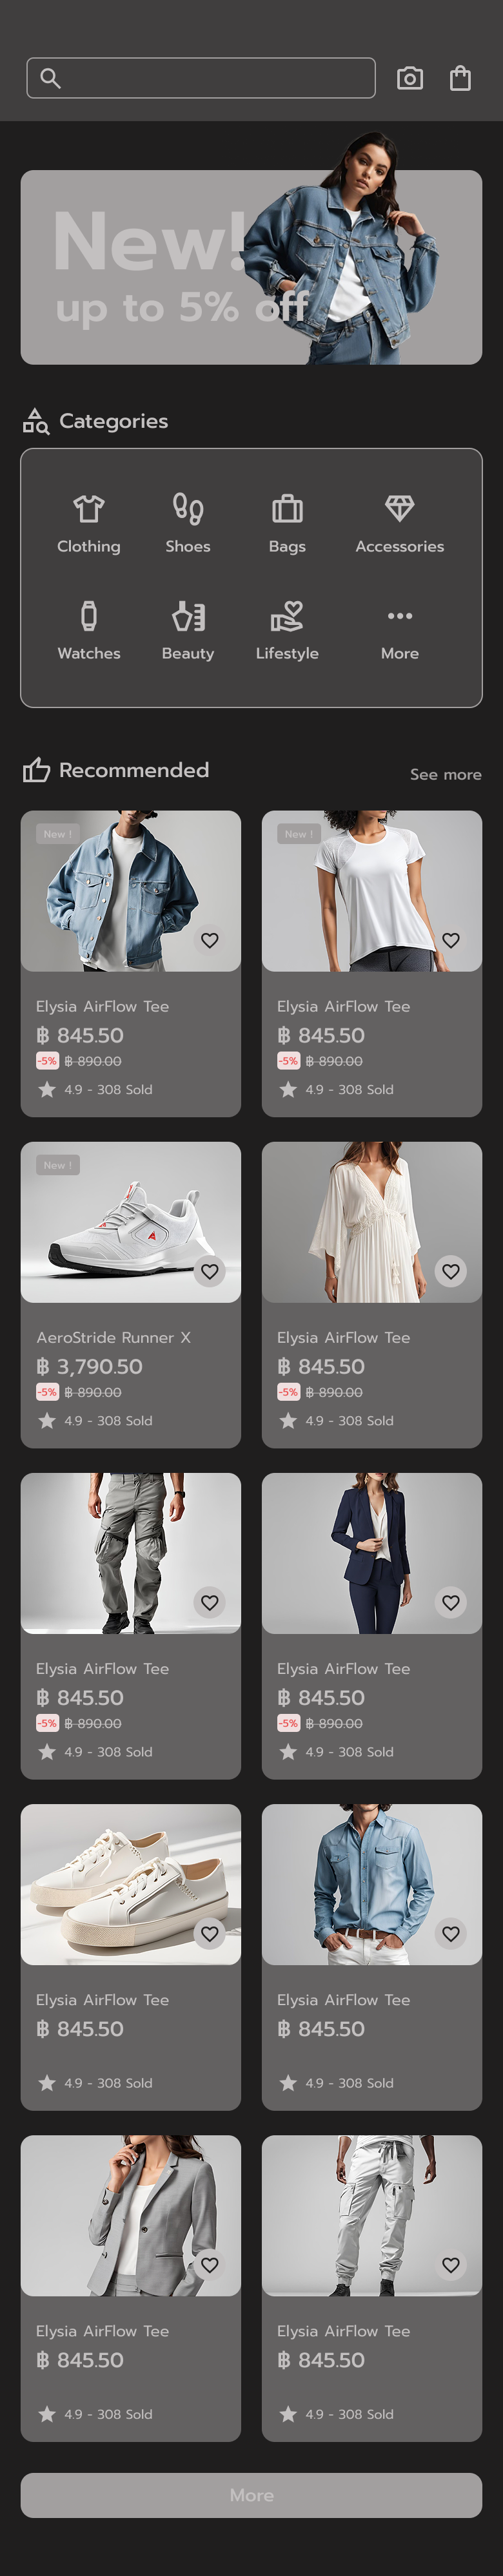 New!
up to 5% off
Categories
Clothing
Shoes
Bags
Accessories
Watches
Beauty
Lifestyle
More
Recommended
See more
New !
Elysia AirFlow Tee
฿ 845.50
-5% ฿ 890.00
4.9 - 308 Sold
New !
Elysia AirFlow Tee
฿ 845.50
-5% ฿ 890.00
4.9 - 308 Sold
New !
AeroStride Runner X
฿ 3,790.50
-5% ฿ 890.00
4.9 - 308 Sold
Elysia AirFlow Tee
฿ 845.50
-5% ฿ 890.00
4.9 - 308 Sold
Elysia AirFlow Tee
฿ 845.50
-5% ฿ 890.00
4.9 - 308 Sold
Elysia AirFlow Tee
฿ 845.50
-5% ฿ 890.00
4.9 - 308 Sold
Elysia AirFlow Tee
฿ 845.50
4.9 - 308 Sold
Elysia AirFlow Tee
฿ 845.50
4.9 - 308 Sold
Elysia AirFlow Tee
฿ 845.50
4.9 - 308 Sold
Elysia AirFlow Tee
฿ 845.50
4.9 - 308 Sold
More